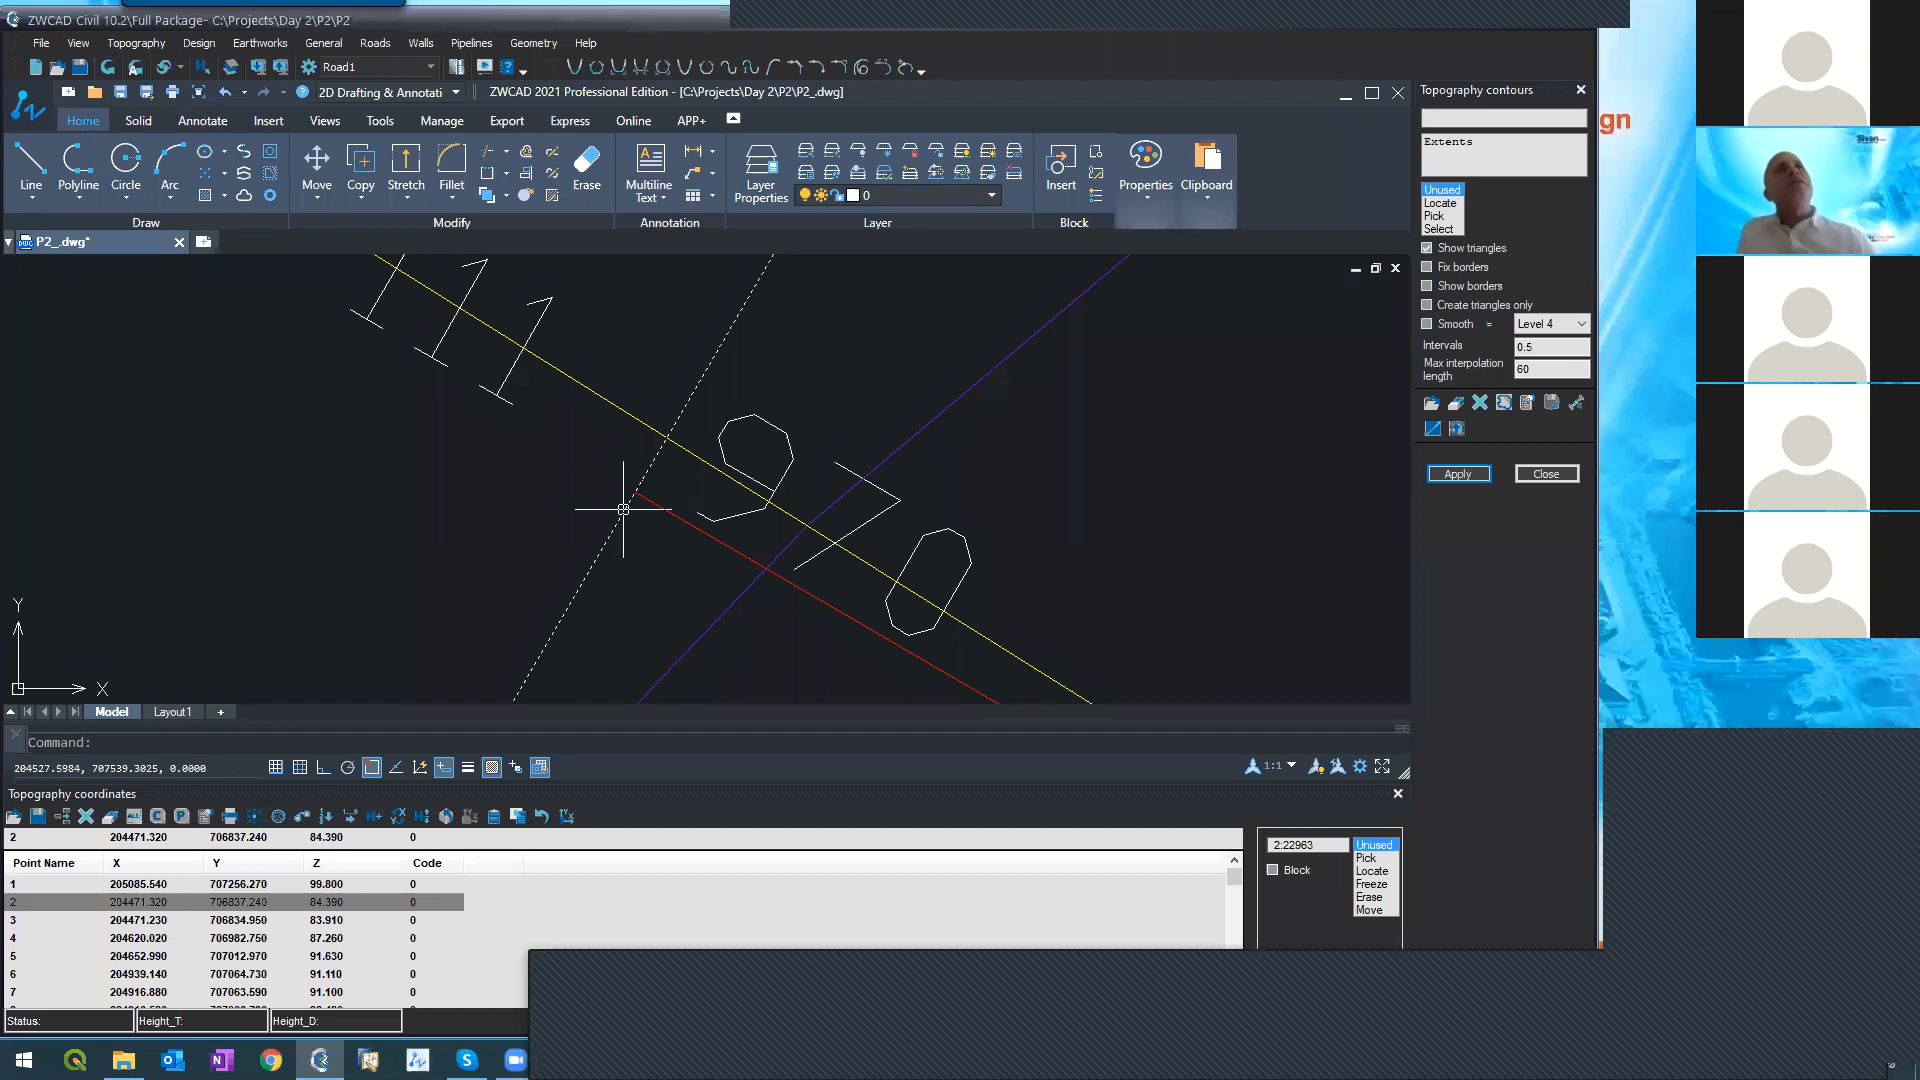 ZWCAD Civil 10.2\Full Package- C:\Projects\Day 2\P2\P2
File View Topography Design Earthworks General Roads Walls Pipelines Geometry Help
Road1
2D Drafting & Annotati
ZWCAD 2021 Professional Edition - [C:\Projects\Day 2\P2\P2_.dwg]
Home Solid Annotate Insert Views Tools Manage Export Express Online APP+
Line Polyline Circle Arc
Move Copy Stretch Fillet Erase
Multiline Text
Layer Properties
0
Insert
Properties
Clipboard
Draw Modify Annotation Layer Block
P2_.dwg*
111
970
Y
X
Model Layout1 +
Command:
204527.5984, 707539.3025, 0.0000
1:1
Topography coordinates
2 204471.320 706837.240 84.390 0
Point Name X Y Z Code
1 205085.540 707256.270 99.800 0
2 204471.320 706837.240 84.390 0
3 204471.230 706834.950 83.910 0
4 204620.020 706982.750 87.260 0
5 204652.990 707012.970 91.630 0
6 204939.140 707064.730 91.110 0
7 204916.880 707063.590 91.100 0
Status: Height_T: Height_D:
2:22963
Block
Unused
Pick
Locate
Freeze
Erase
Move
Topography contours
Extents
Unused
Locate
Pick
Select
Show triangles
Fix borders
Show borders
Create triangles only
Smooth = Level 4
Intervals 0.5
Max interpolation length 60
Apply Close
gn